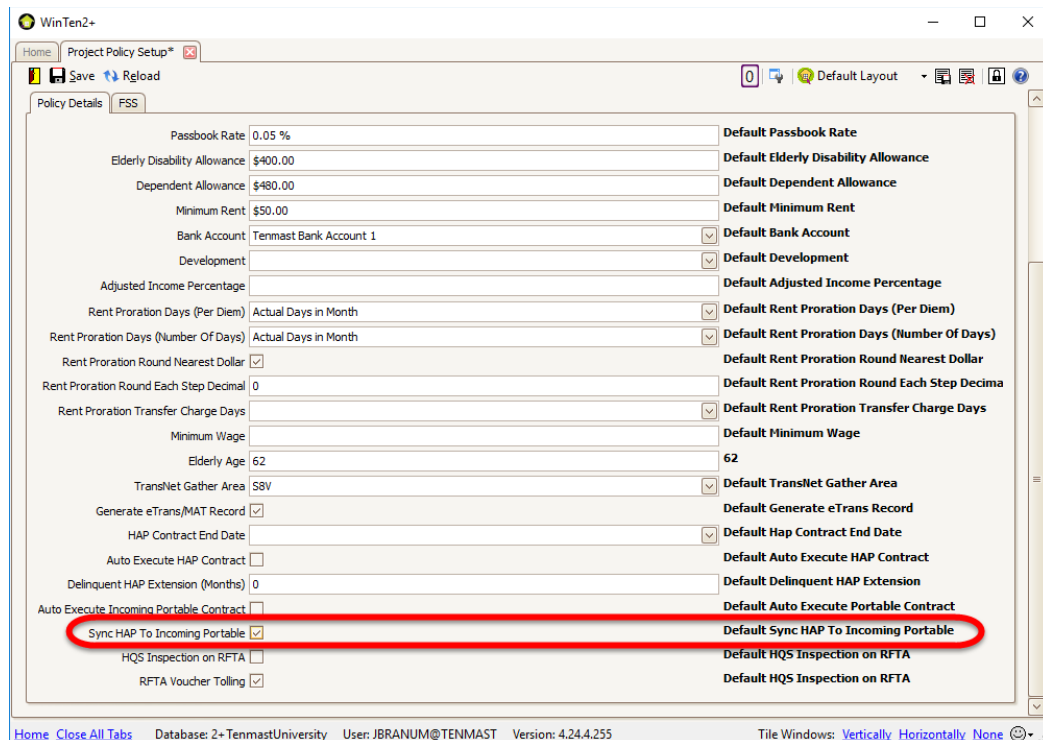 WinTen2+
Home Project Policy Setup*
Save Reload 0 Default Layout
Policy Details FSS
Passbook Rate 0.05 % Default Passbook Rate
Elderly Disability Allowance $400.00 Default Elderly Disability Allowance
Dependent Allowance $480.00 Default Dependent Allowance
Minimum Rent $50.00 Default Minimum Rent
Bank Account Tenmast Bank Account 1 Default Bank Account
Development Default Development
Adjusted Income Percentage Default Adjusted Income Percentage
Rent Proration Days (Per Diem) Actual Days in Month Default Rent Proration Days (Per Diem)
Rent Proration Days (Number Of Days) Actual Days in Month Default Rent Proration Days (Number Of Days)
Rent Proration Round Nearest Dollar Default Rent Proration Round Nearest Dollar
Rent Proration Round Each Step Decimal 0 Default Rent Proration Round Each Step Decima
Rent Proration Transfer Charge Days Default Rent Proration Transfer Charge Days
Minimum Wage Default Minimum Wage
Elderly Age 62 62
TransNet Gather Area S8V Default TransNet Gather Area
Generate eTrans/MAT Record Default Generate eTrans Record
HAP Contract End Date Default Hap Contract End Date
Auto Execute HAP Contract Default Auto Execute HAP Contract
Delinquent HAP Extension (Months) 0 Default Delinquent HAP Extension
Auto Execute Incoming Portable Contract Default Auto Execute Portable Contract
Sync HAP To Incoming Portable Default Sync HAP To Incoming Portable
HQS Inspection on RFTA Default HQS Inspection on RFTA
RFTA Voucher Tolling Default HQS Inspection on RFTA
Home Close All Tabs Database: 2+TenmastUniversity User: JBRANUM@TENMAST Version: 4.24.4.255 Tile Windows: Vertically Horizontally None